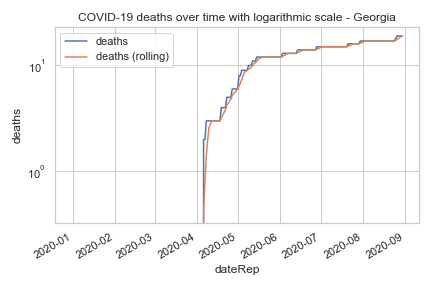 COVID-19 deaths over time with logarithmic scale - Georgia
deaths
deaths (rolling)
10¹
10⁰
deaths
2020-01
2020-02
2020-03
2020-04
2020-05
2020-06
2020-07
2020-08
2020-09
dateRep